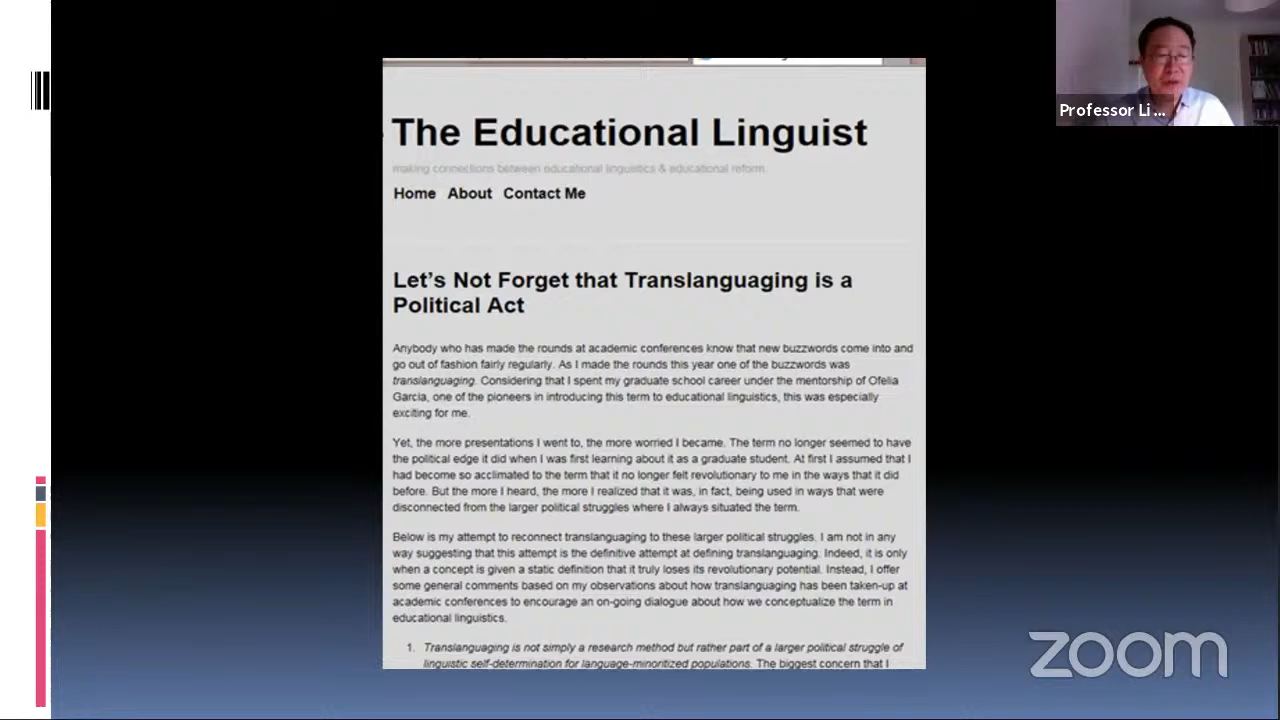 The Educational Linguist
making connections between educational linguistics & educational reform
Home About Contact Me
Let's Not Forget that Translanguaging is a
Political Act
Anybody who has made the rounds at academic conferences know that new buzzwords come into and
go out of fashion fairly regularly. As I made the rounds this year one of the buzzwords was
translanguaging. Considering that I spent my graduate school career under the mentorship of Ofelia
Garcia, one of the pioneers in introducing this term to educational linguistics, this was especially
exciting for me.
Yet, the more presentations I went to, the more worried I became. The term no longer seemed to have
the political edge it did when I was first learning about it as a graduate student. At first I assumed that I
had become so acclimated to the term that it no longer felt revolutionary to me in the ways that it did
before. But the more I heard, the more I realized that it was, in fact, being used in ways that were
disconnected from the larger political struggles where I always situated the term.
Below is my attempt to reconnect translanguaging to these larger political struggles. I am not in any
way suggesting that this attempt is the definitive attempt at defining translanguaging. Indeed, it is only
when a concept is given a static definition that it truly loses its revolutionary potential. Instead, I offer
some general comments based on my observations about how translanguaging has been taken-up at
academic conferences to encourage an on-going dialogue about how we conceptualize the term in
educational linguistics.
1. Translanguaging is not simply a research method but rather part of a larger political struggle of
linguistic self-determination for language-minoritized populations. The biggest concern that I
Professor Li ...
zoom